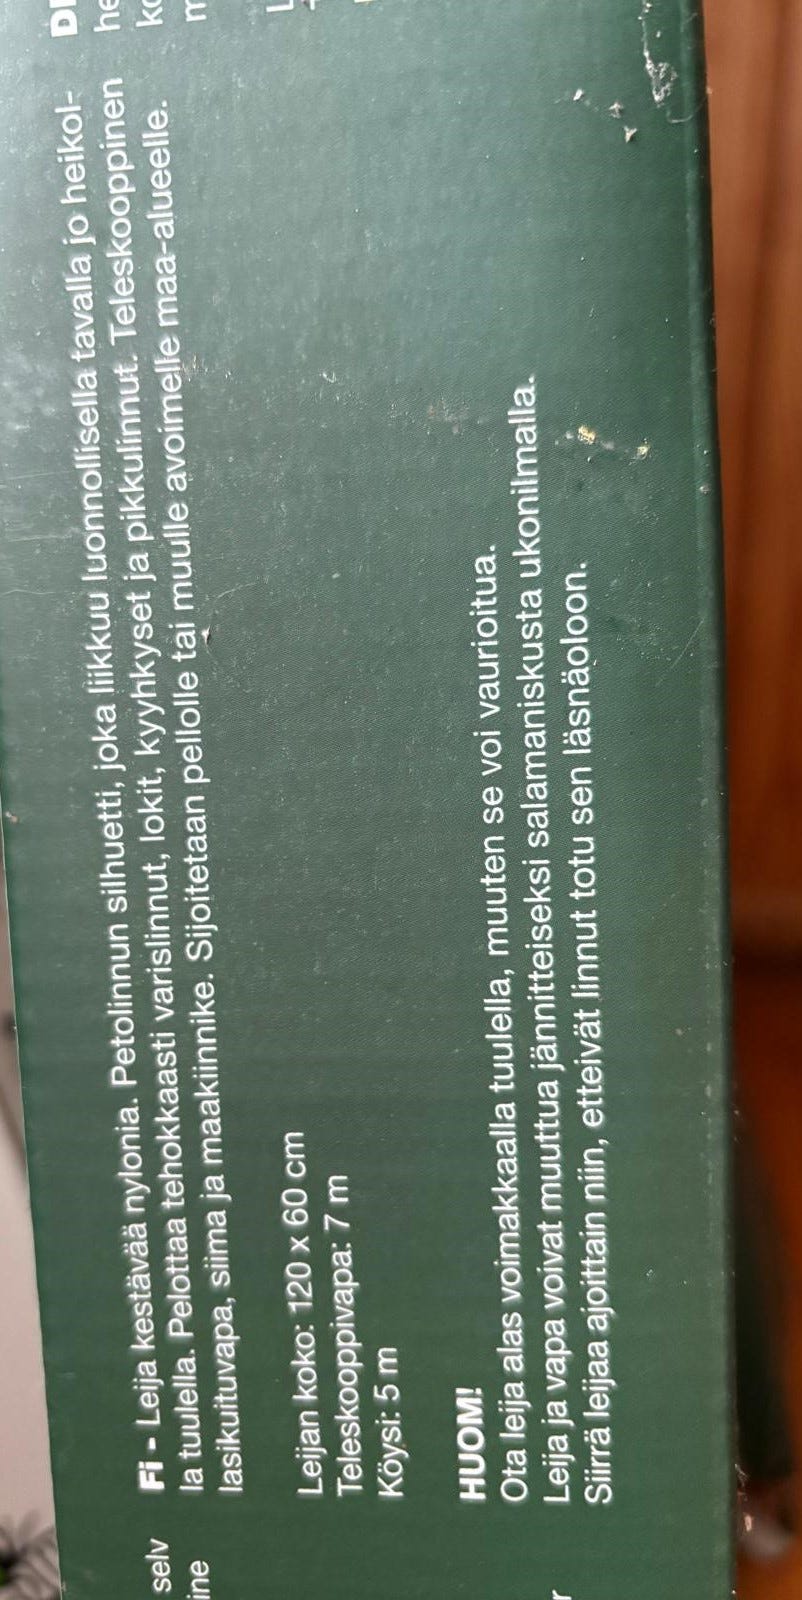 Fi - Leija kestävää nylonia. Petolinnun silhuetti, joka liikkuu luonnollisella tavalla jo heikol-
la tuulella. Pelottaa tehokkaasti varislinnut, lokit, kyyhkyset ja pikkulinnut. Teleskooppinen
lasikuituvapa, siima ja maakiinnike. Sijoitetaan pellolle tai muulle avoimelle maa-alueelle.
Leijan koko: 120 x 60 cm
Teleskooppivapa: 7 m
Köysi: 5 m
HUOM!
Ota leija alas voimakkaalla tuulella, muuten se voi vaurioitua.
Leija ja vapa voivat muuttua jännitteiseksi salamaniskusta ukonilmalla.
Siirrä leijaa ajoittain niin, etteivät linnut totu sen läsnäoloon.
selv
ine